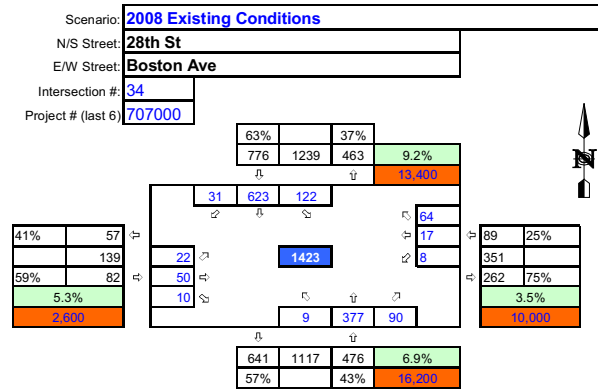 Scenario: 2008 Existing Conditions
N/S Street: 28th St
E/W Street: Boston Ave
Intersection #: 34
Project # (last 6) 707000
N
63% 37%
776 1239 463 9.2%
13,400
31 623 122
64
41% 57 17 89 25%
139 22 1423 8 351
59% 82 50 262 75%
5.3% 10 3.5%
2,600 9 377 90 10,000
641 1117 476 6.9%
57% 43% 16,200